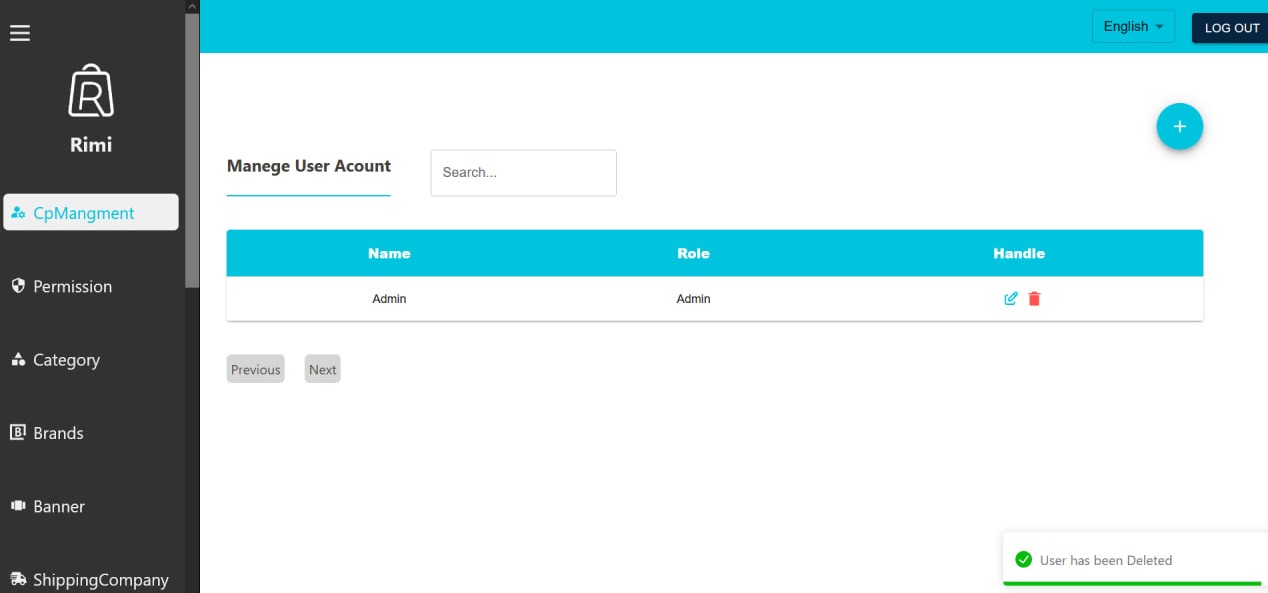 English
LOG OUT
Rimi
Manege User Acount
Search...
CpMangment
Permission
Category
Brands
Banner
ShippingCompany
Name Role Handle
Admin Admin
Previous Next
User has been Deleted